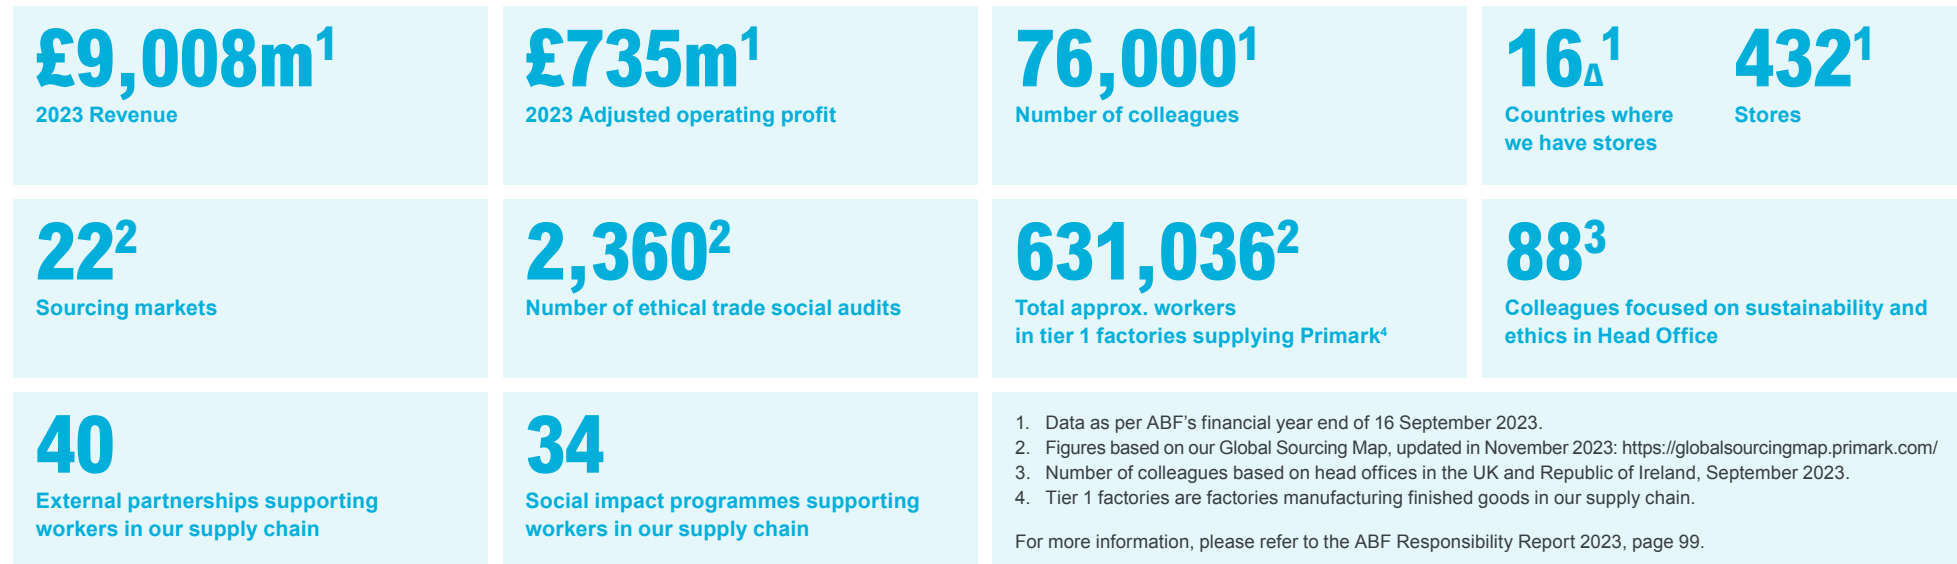 £9,008m1
2023 Revenue
£735m1
2023 Adjusted operating profit
76,0001
Number of colleagues
16Δ1
Countries where
we have stores
4321
Stores
222
Sourcing markets
2,3602
Number of ethical trade social audits
631,0362
Total approx. workers
in tier 1 factories supplying Primark4
883
Colleagues focused on sustainability and
ethics in Head Office
40
External partnerships supporting
workers in our supply chain
34
Social impact programmes supporting
workers in our supply chain
1. Data as per ABF’s financial year end of 16 September 2023.
2. Figures based on our Global Sourcing Map, updated in November 2023: https://globalsourcingmap.primark.com/
3. Number of colleagues based on head offices in the UK and Republic of Ireland, September 2023.
4. Tier 1 factories are factories manufacturing finished goods in our supply chain.
For more information, please refer to the ABF Responsibility Report 2023, page 99.